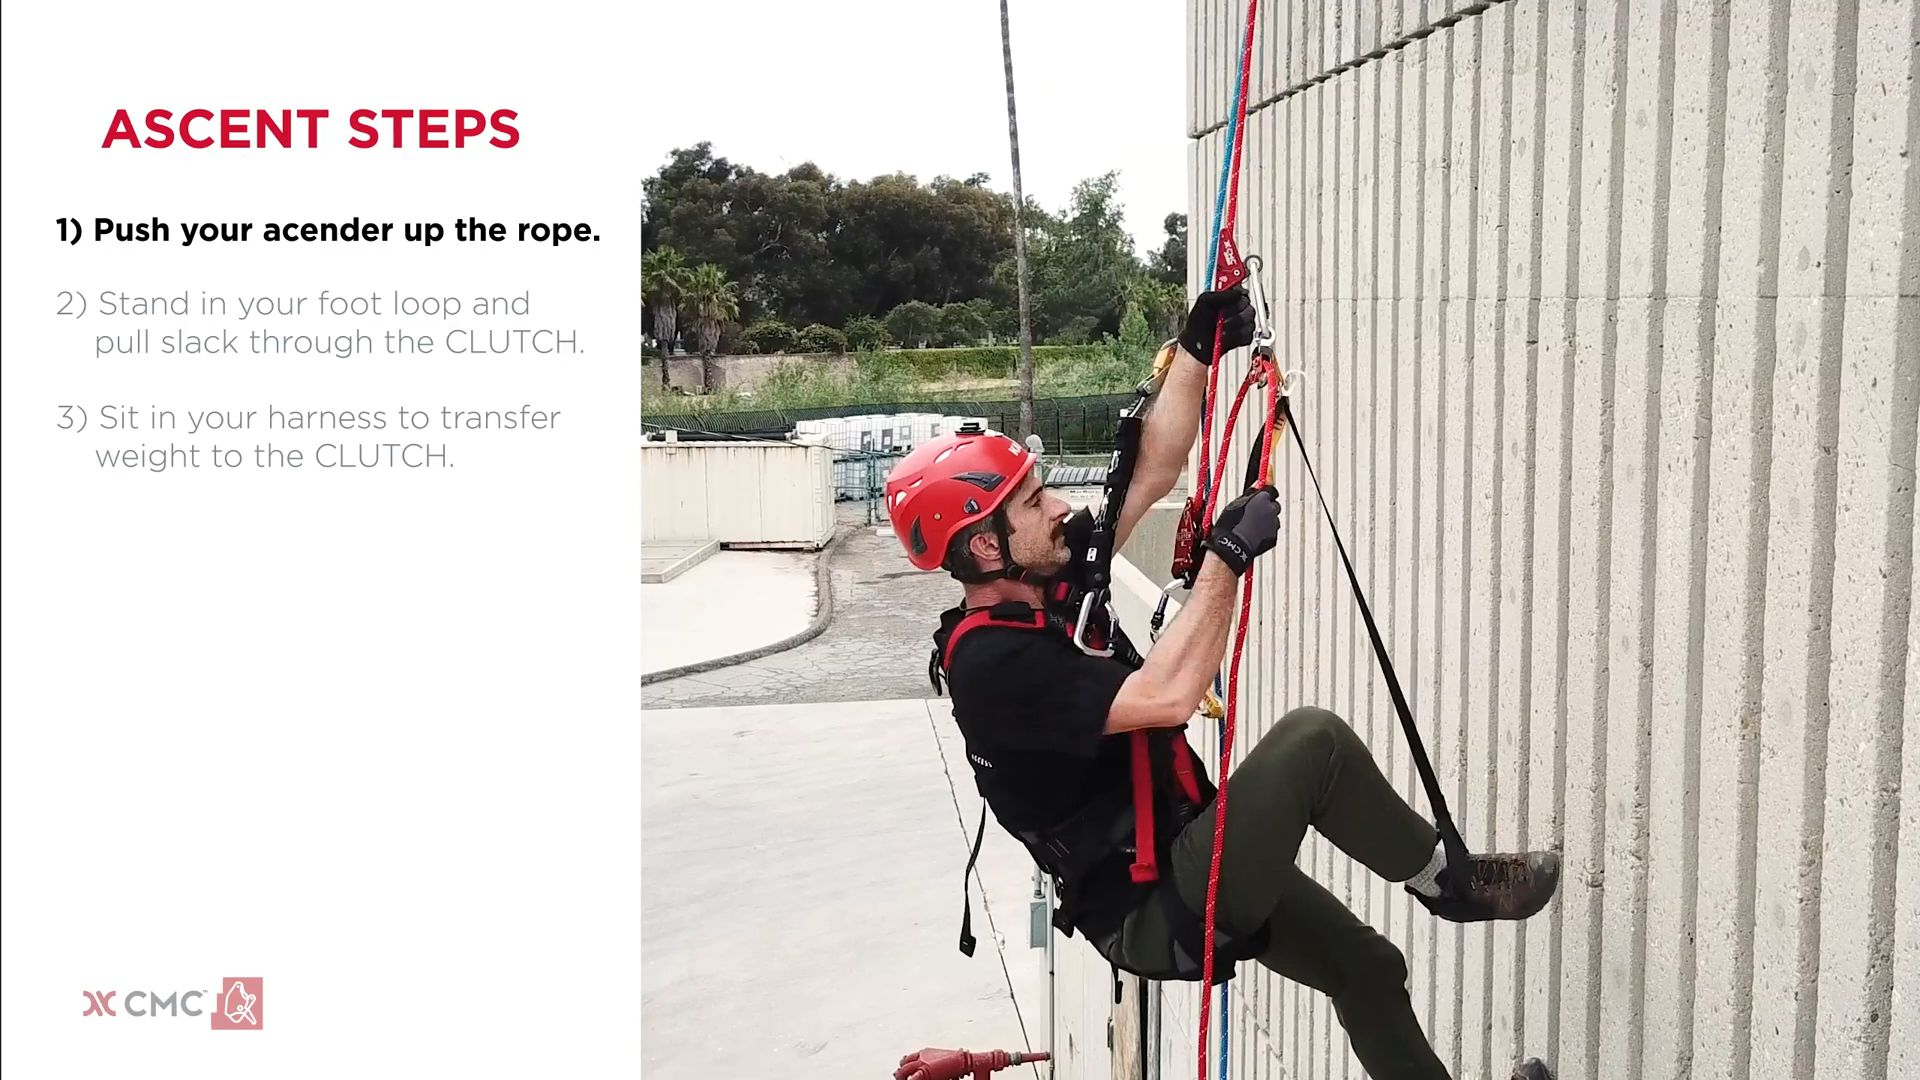 ASCENT STEPS
1) Push your acender up the rope.
2) Stand in your foot loop and
pull slack through the CLUTCH.
3) Sit in your harness to transfer
weight to the CLUTCH.
CMC
CMC